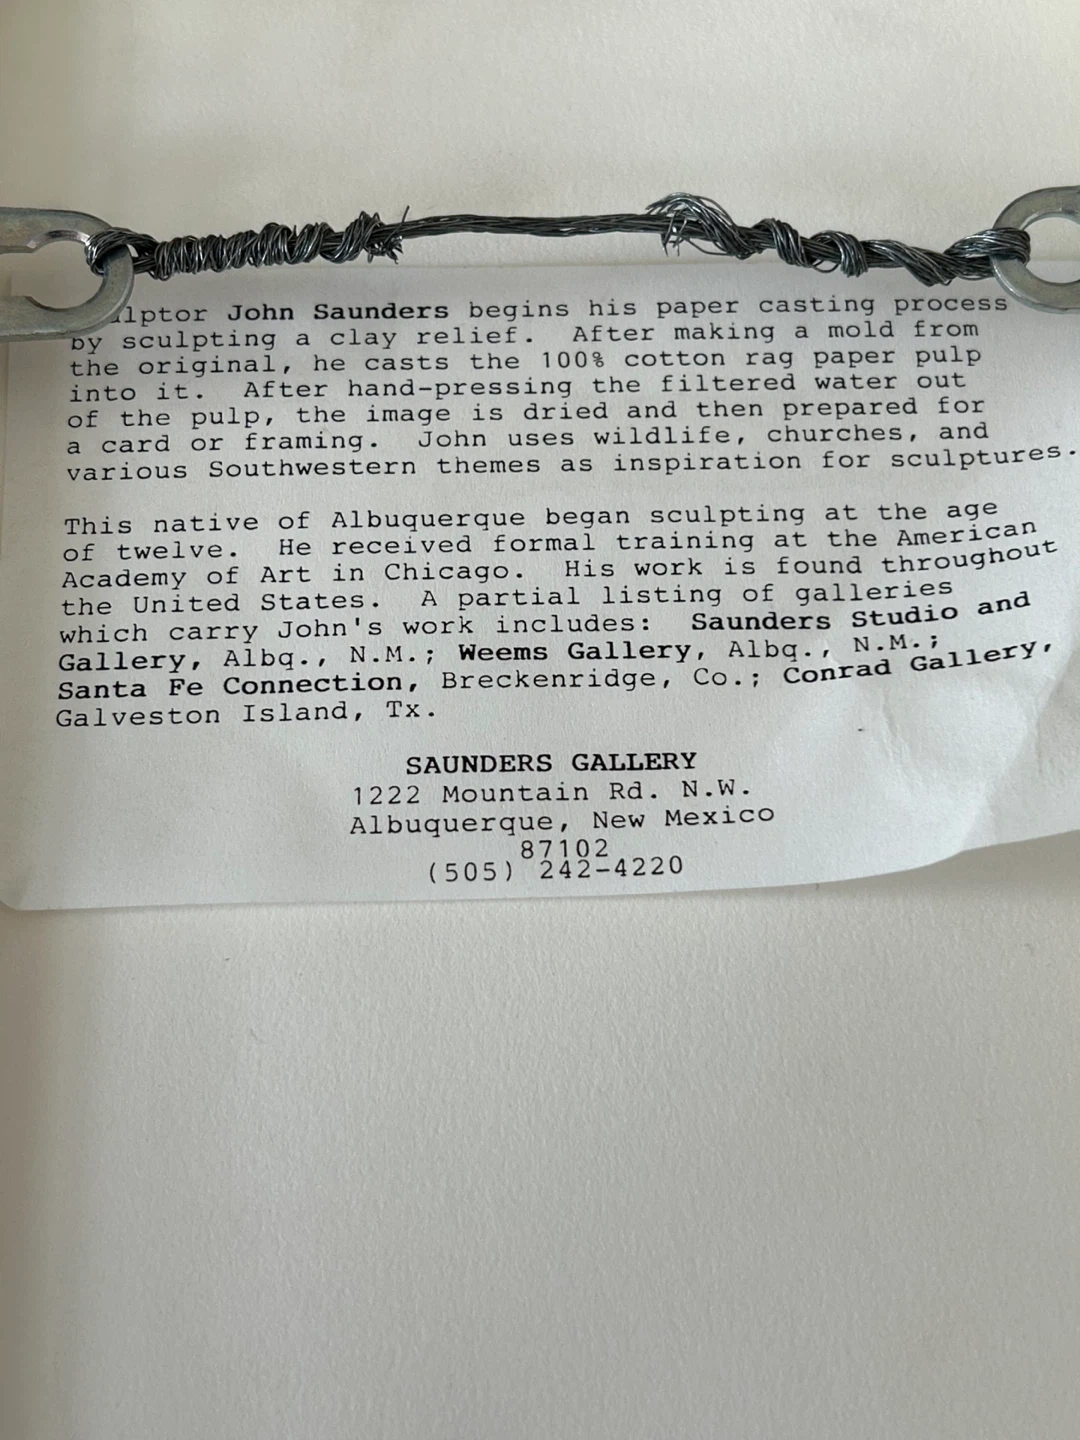 lptor John Saunders begins his paper casting process
by sculpting a clay relief. After making a mold from
the original, he casts the 100% cotton rag paper pulp
into it. After hand-pressing the filtered water out
of the pulp, the image is dried and then prepared for
a card or framing. John uses wildlife, churches, and
various Southwestern themes as inspiration for sculptures.
This native of Albuquerque began sculpting at the age
of twelve. He received formal training at the American
Academy of Art in Chicago. His work is found throughout
the United States. A partial listing of galleries
which carry John's work includes: Saunders Studio and
Gallery, Albq., N.M.; Weems Gallery, Albq., N.M.;
Santa Fe Connection, Breckenridge, Co.; Conrad Gallery,
Galveston Island, Tx.
SAUNDERS GALLERY
1222 Mountain Rd. N.W.
Albuquerque, New Mexico
87102
(505) 242-4220